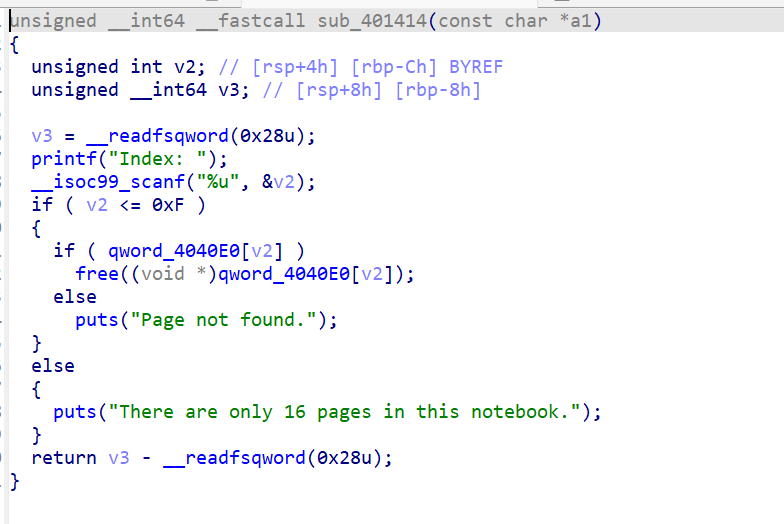 unsigned __int64 __fastcall sub_401414(const char *a1)
{
  unsigned int v2; // [rsp+4h] [rbp-Ch] BYREF
  unsigned __int64 v3; // [rsp+8h] [rbp-8h]

  v3 = __readfsqword(0x28u);
  printf("Index: ");
  __isoc99_scanf("%u", &v2);
  if ( v2 <= 0xF )
  {
    if ( qword_4040E0[v2] )
      free((void *)qword_4040E0[v2]);
    else
      puts("Page not found.");
  }
  else
  {
    puts("There are only 16 pages in this notebook.");
  }
  return v3 - __readfsqword(0x28u);
}